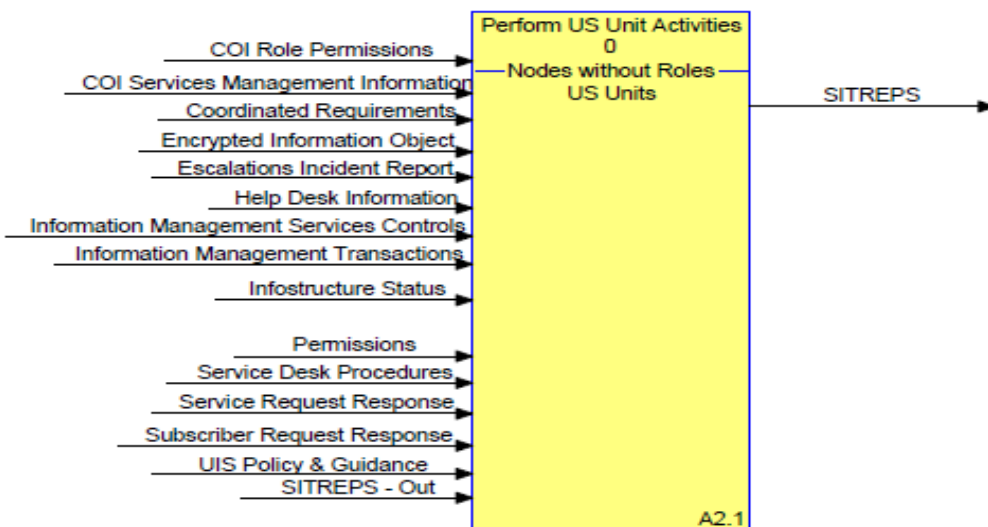 Perform US Unit Activities
0
Nodes without Roles
US Units
COI Role Permissions
COI Services Management Information
Coordinated Requirements
Encrypted Information Object
Escalations Incident Report
Help Desk Information
Information Management Services Controls
Information Management Transactions
Infostructure Status
Permissions
Service Desk Procedures
Service Request Response
Subscriber Request Response
UIS Policy & Guidance
SITREPS - Out
SITREPS
A2.1